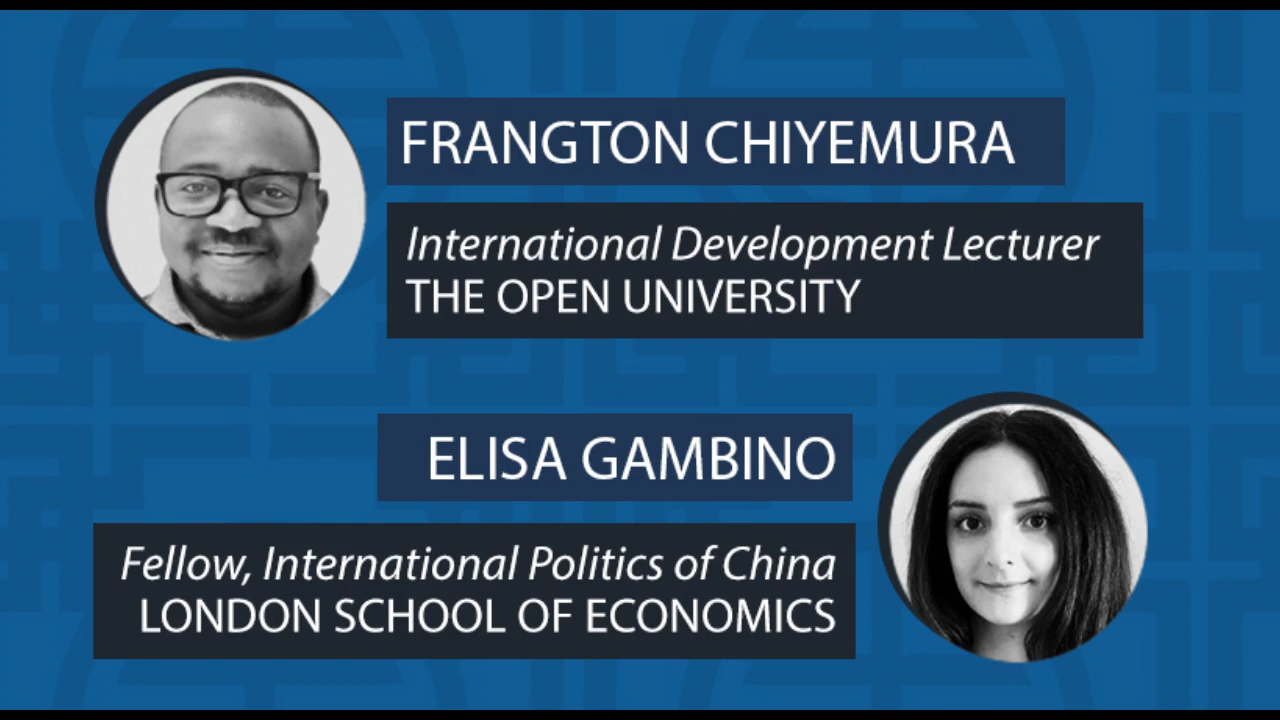 FRANGTON CHIYEMURA
International Development Lecturer
THE OPEN UNIVERSITY
ELISA GAMBINO
Fellow, International Politics of China
LONDON SCHOOL OF ECONOMICS